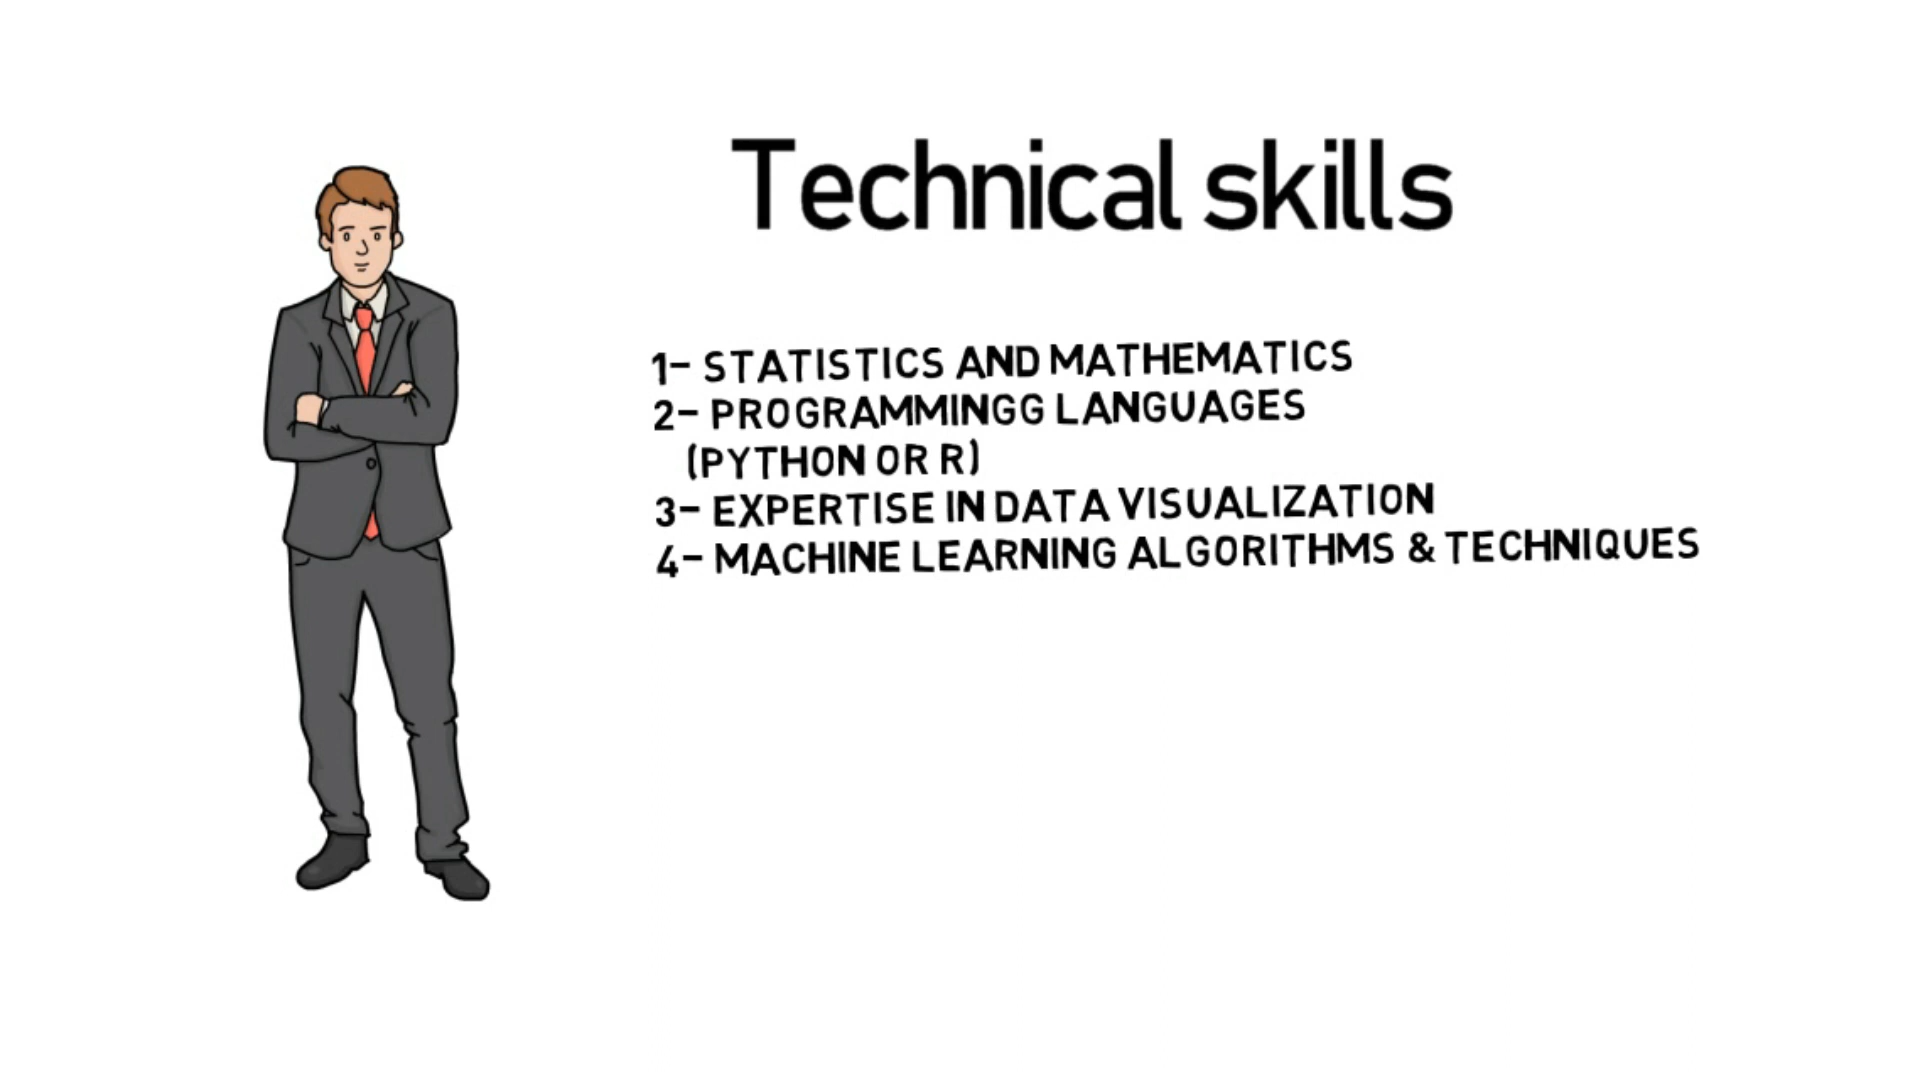 Technical skills
1- STATISTICS AND MATHEMATICS
2- PROGRAMMINGG LANGUAGES
(PYTHON OR R)
3- EXPERTISE IN DATA VISUALIZATION
4- MACHINE LEARNING ALGORITHMS & TECHNIQUES